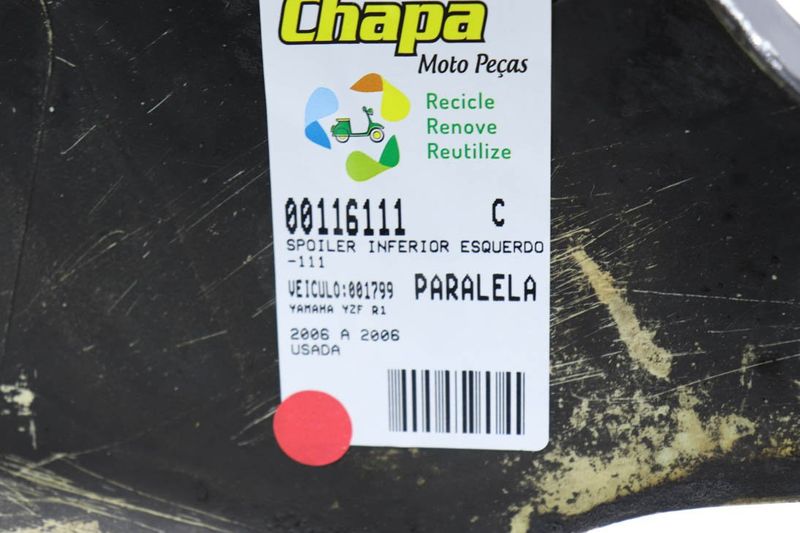 Chapa
Moto Peças
Recicle
Renove
Reutilize
00116111 C
SPOILER INFERIOR ESQUERDO
-111
VEICULO:001799 PARALELA
YAMAHA YZF R1
2006 A 2006
USADA